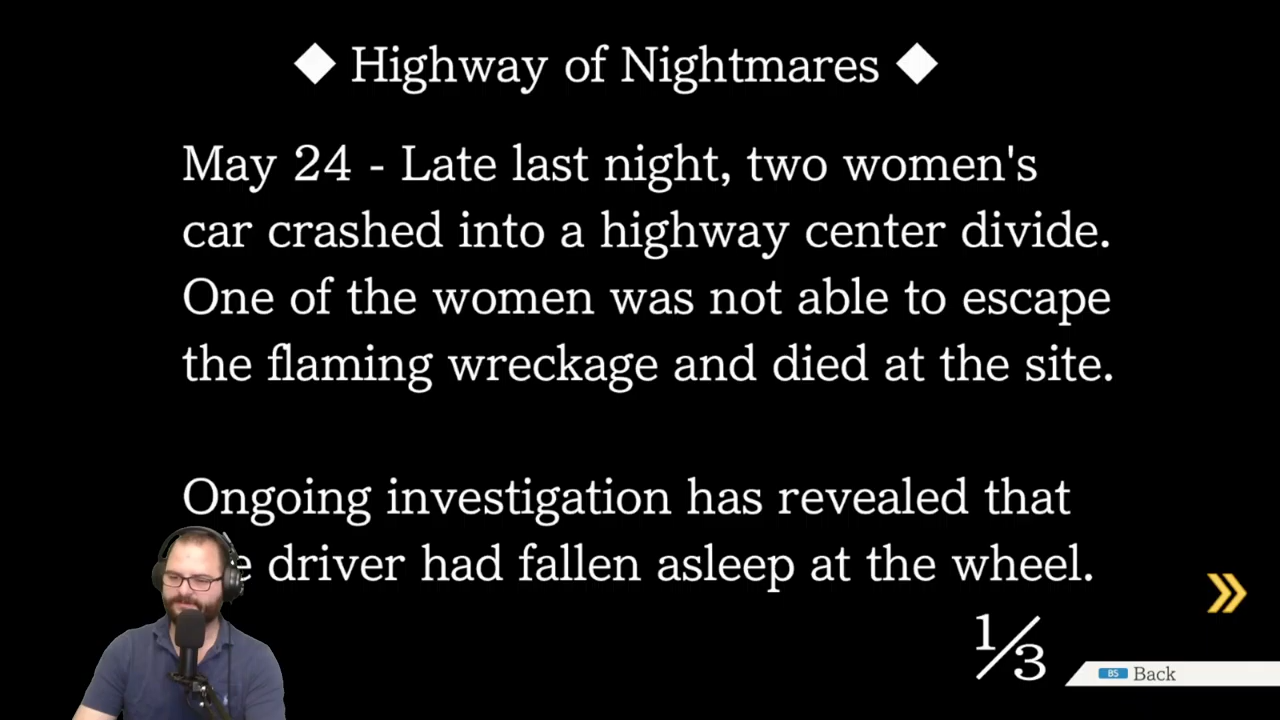 ◆ Highway of Nightmares ◆
May 24 - Late last night, two women's
car crashed into a highway center divide.
One of the women was not able to escape
the flaming wreckage and died at the site.
Ongoing investigation has revealed that
driver had fallen asleep at the wheel.
1/3
BS Back